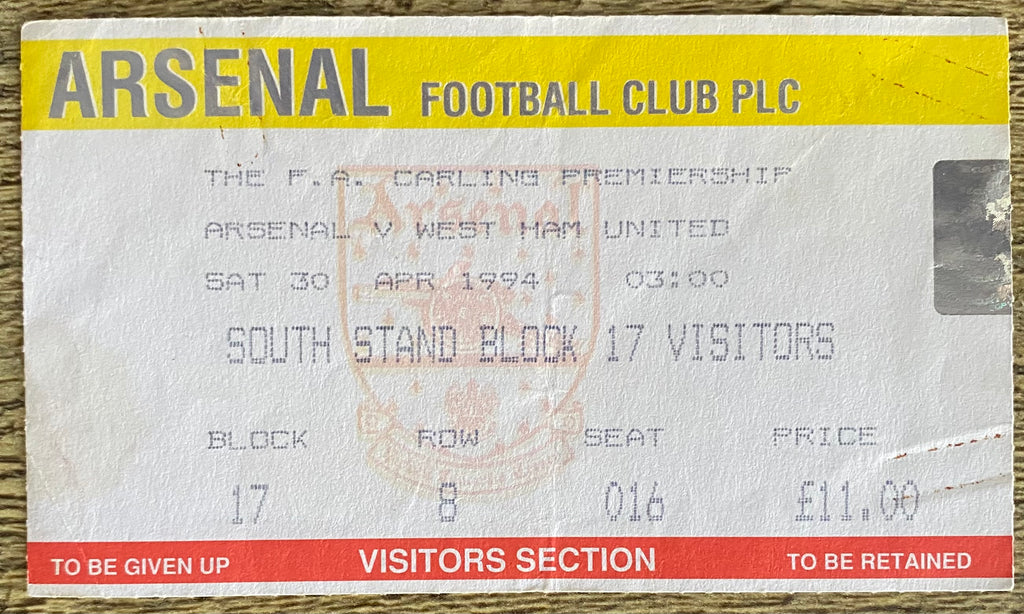 ARSENAL FOOTBALL CLUB PLC
THE F.A. CARLING PREMIERSHIP
Arsenal
ARSENAL V WEST HAM UNITED
SAT 30 APR 1994 03:00
SOUTH STAND BLOCK 17 VISITORS
BLOCK ROW SEAT PRICE
17 8 016 £11.00
TO BE GIVEN UP VISITORS SECTION TO BE RETAINED